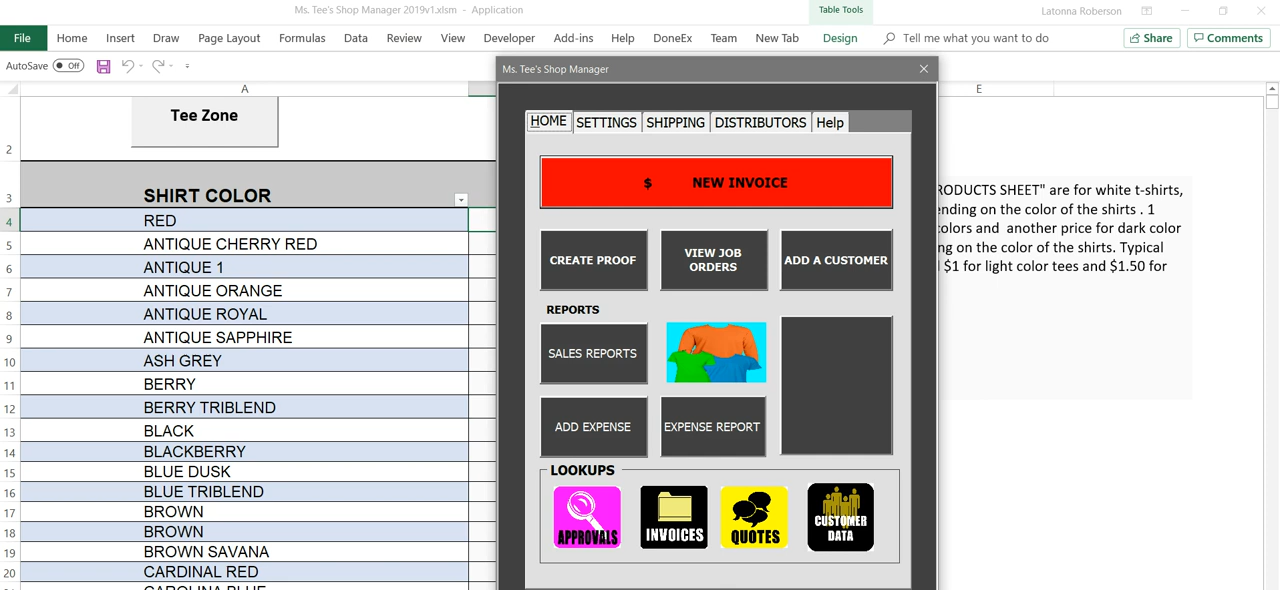 Ms. Tee's Shop Manager 2019v1.xlsm - Application
Table Tools
Latonna Roberson
File Home Insert Draw Page Layout Formulas Data Review View Developer Add-ins Help DoneEx Team New Tab Design Tell me what you want to do Share Comments
AutoSave Off
Ms. Tee's Shop Manager
A
E
HOME SETTINGS SHIPPING DISTRIBUTORS Help
Tee Zone
2
3 SHIRT COLOR
4 RED
5 ANTIQUE CHERRY RED
6 ANTIQUE 1
7 ANTIQUE ORANGE
8 ANTIQUE ROYAL
9 ANTIQUE SAPPHIRE
10 ASH GREY
11 BERRY
12 BERRY TRIBLEND
13 BLACK
14 BLACKBERRY
15 BLUE DUSK
16 BLUE TRIBLEND
17 BROWN
18 BROWN
19 BROWN SAVANA
20 CARDINAL RED
CAROLINA BLUE
$ NEW INVOICE
CREATE PROOF
VIEW JOB
ORDERS
ADD A CUSTOMER
REPORTS
SALES REPORTS
ADD EXPENSE
EXPENSE REPORT
LOOKUPS
APPROVALS
INVOICES
QUOTES
CUSTOMER
DATA
SHEET" are for white t-shirts,
on the color of the shirts . 1
colors and another price for dark color
on the color of the shirts. Typical
$1 for light color tees and $1.50 for